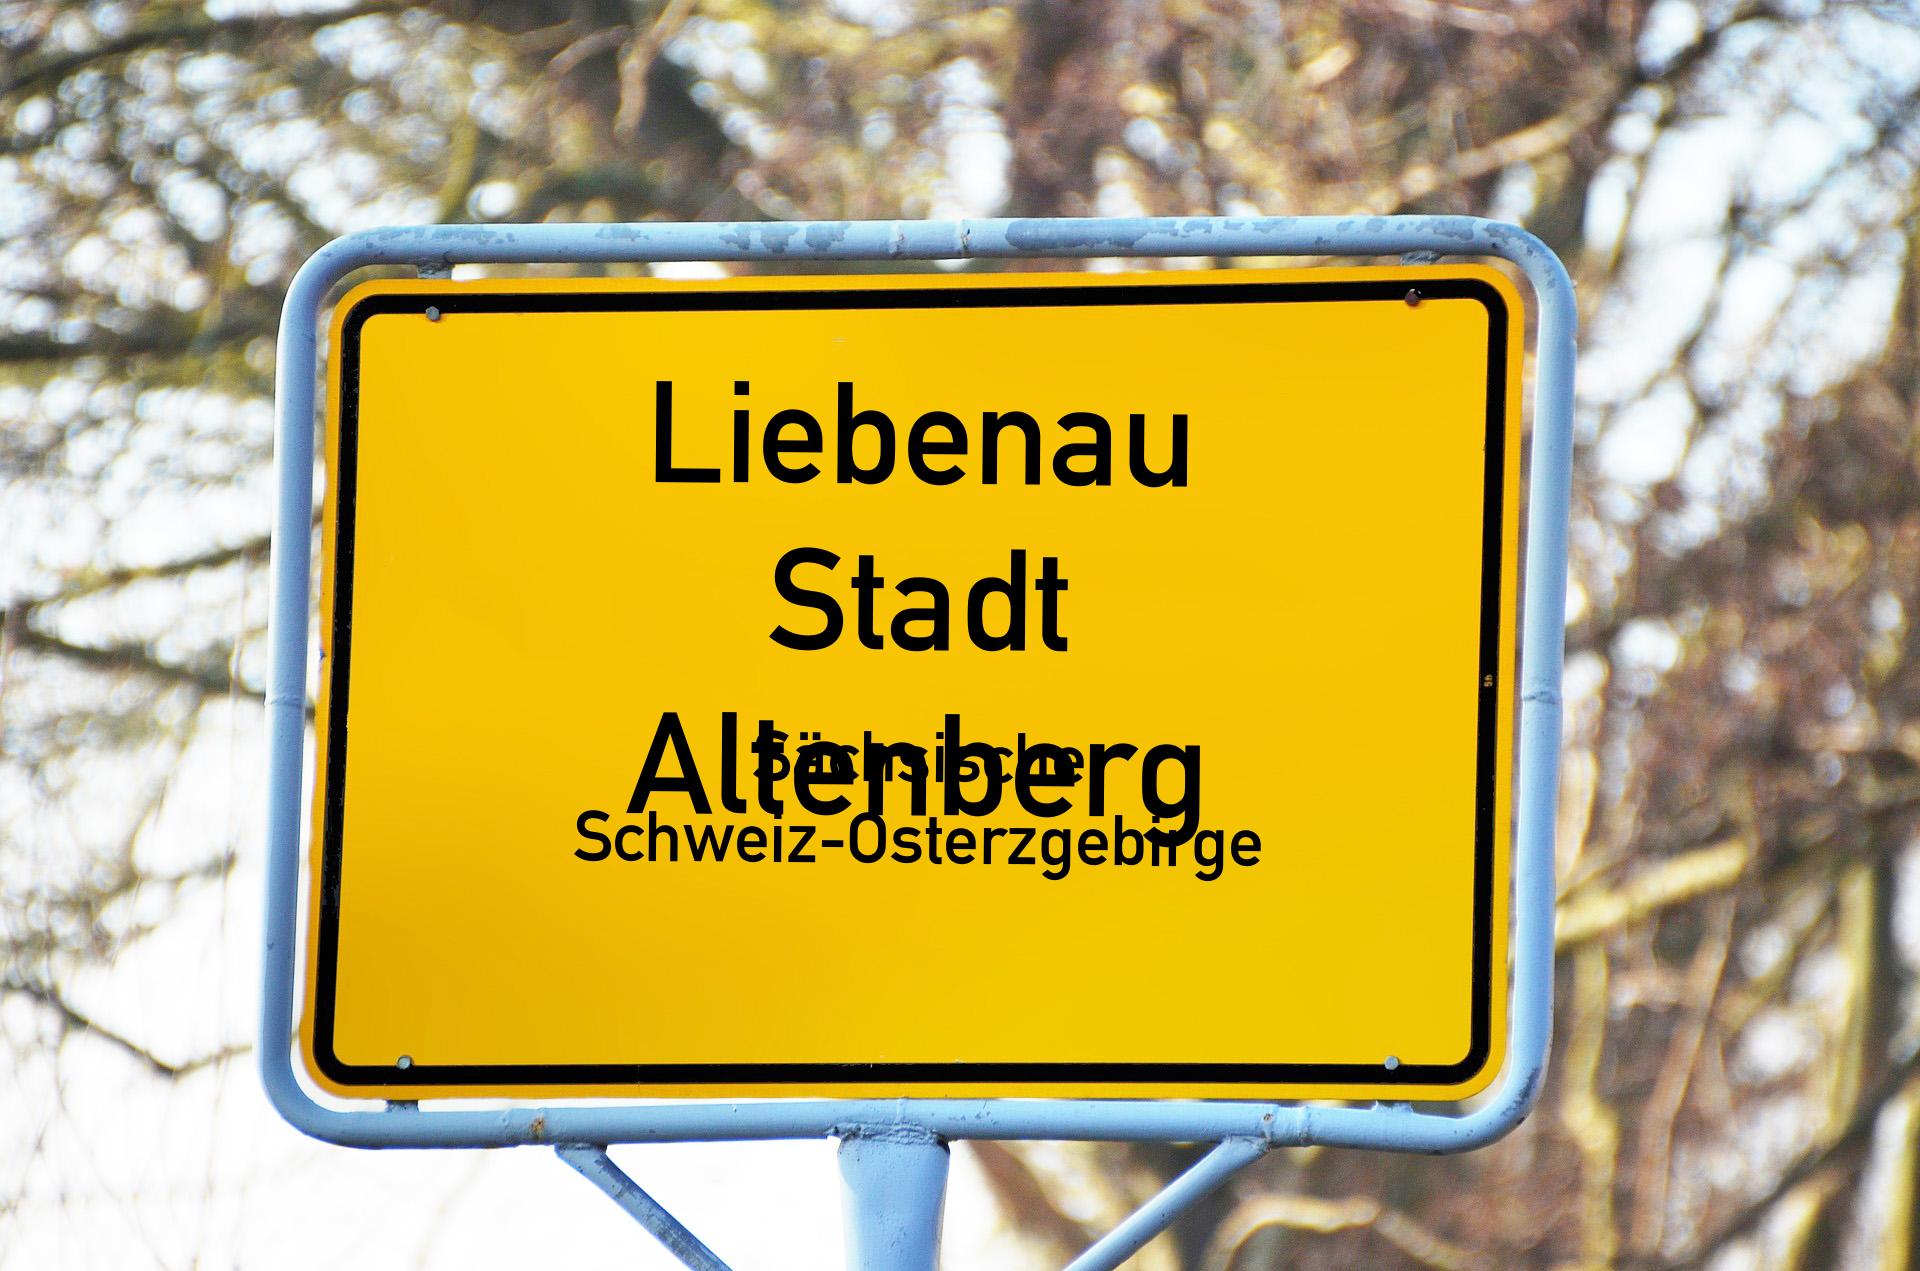 Liebenau
Stadt
Altenberg
Sächsische
Schweiz-Osterzgebirge